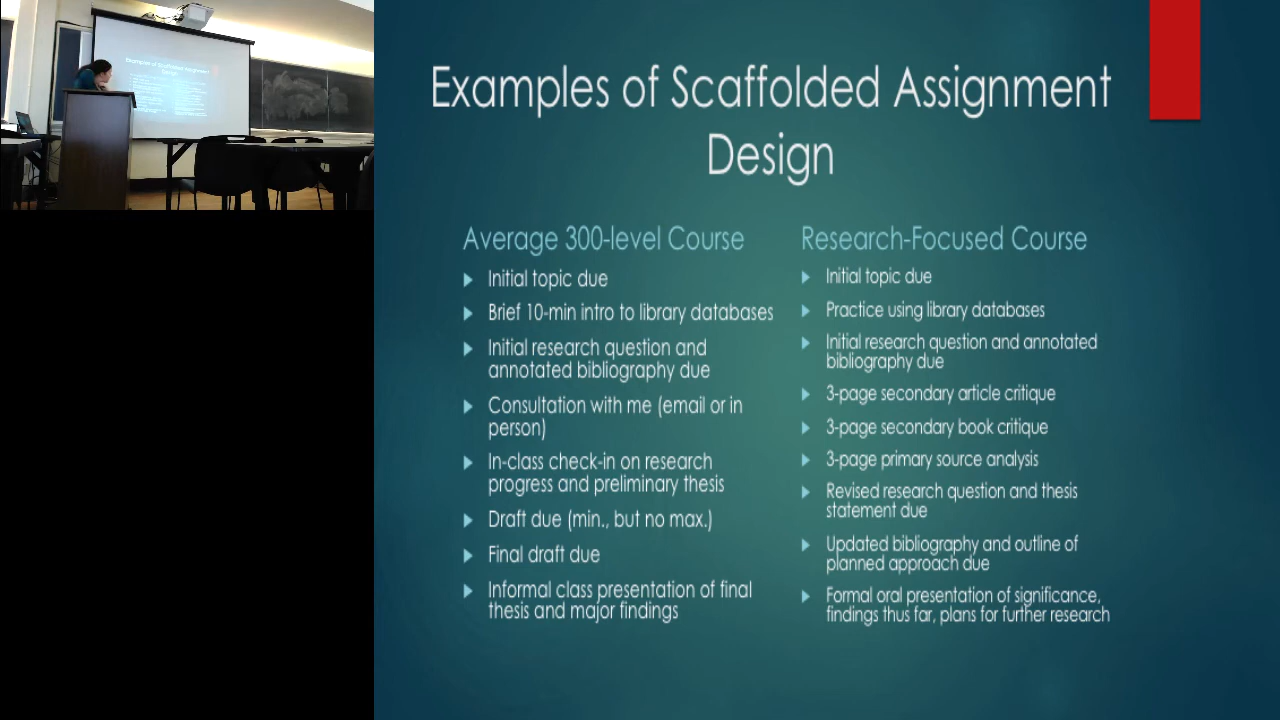 Examples of Scaffolded Assignment
Design
Average 300-level Course
Initial topic due
Brief 10-min intro to library databases
Initial research question and
annotated bibliography due
Consultation with me (email or in
person)
In-class check-in on research
progress and preliminary thesis
Draft due (min., but no max.)
Final draft due
Informal class presentation of final
thesis and major findings
Research-Focused Course
Initial topic due
Practice using library databases
Initial research question and annotated
bibliography due
3-page secondary article critique
3-page secondary book critique
3-page primary source analysis
Revised research question and thesis
statement due
Updated bibliography and outline of
planned approach due
Formal oral presentation of significance,
findings thus far, plans for further research
Examples of Scaffolded Assignment
Design